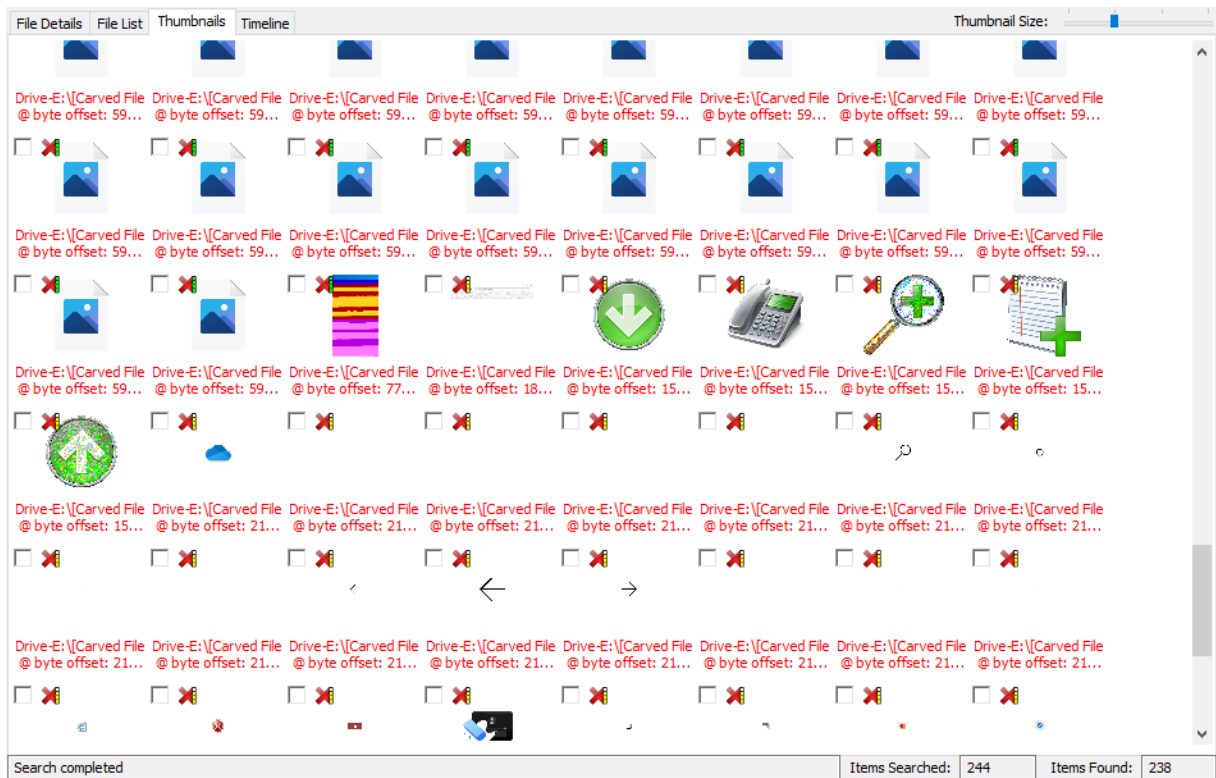 File Details File List Thumbnails Timeline Thumbnail Size:
Drive-E:\[Carved File Drive-E:\[Carved File Drive-E:\[Carved File Drive-E:\[Carved File Drive-E:\[Carved File Drive-E:\[Carved File Drive-E:\[Carved File Drive-E:\[Carved File
@ byte offset: 59... @ byte offset: 59... @ byte offset: 59... @ byte offset: 59... @ byte offset: 59... @ byte offset: 59... @ byte offset: 59... @ byte offset: 59...
Drive-E:\[Carved File Drive-E:\[Carved File Drive-E:\[Carved File Drive-E:\[Carved File Drive-E:\[Carved File Drive-E:\[Carved File Drive-E:\[Carved File Drive-E:\[Carved File
@ byte offset: 59... @ byte offset: 59... @ byte offset: 59... @ byte offset: 59... @ byte offset: 59... @ byte offset: 59... @ byte offset: 59... @ byte offset: 59...
Drive-E:\[Carved File Drive-E:\[Carved File Drive-E:\[Carved File Drive-E:\[Carved File Drive-E:\[Carved File Drive-E:\[Carved File Drive-E:\[Carved File Drive-E:\[Carved File
@ byte offset: 59... @ byte offset: 59... @ byte offset: 77... @ byte offset: 18... @ byte offset: 15... @ byte offset: 15... @ byte offset: 15... @ byte offset: 15...
Drive-E:\[Carved File Drive-E:\[Carved File Drive-E:\[Carved File Drive-E:\[Carved File Drive-E:\[Carved File Drive-E:\[Carved File Drive-E:\[Carved File Drive-E:\[Carved File
@ byte offset: 15... @ byte offset: 21... @ byte offset: 21... @ byte offset: 21... @ byte offset: 21... @ byte offset: 21... @ byte offset: 21... @ byte offset: 21...
Drive-E:\[Carved File Drive-E:\[Carved File Drive-E:\[Carved File Drive-E:\[Carved File Drive-E:\[Carved File Drive-E:\[Carved File Drive-E:\[Carved File Drive-E:\[Carved File
@ byte offset: 21... @ byte offset: 21... @ byte offset: 21... @ byte offset: 21... @ byte offset: 21... @ byte offset: 21... @ byte offset: 21... @ byte offset: 21...
Search completed Items Searched: 244 Items Found: 238